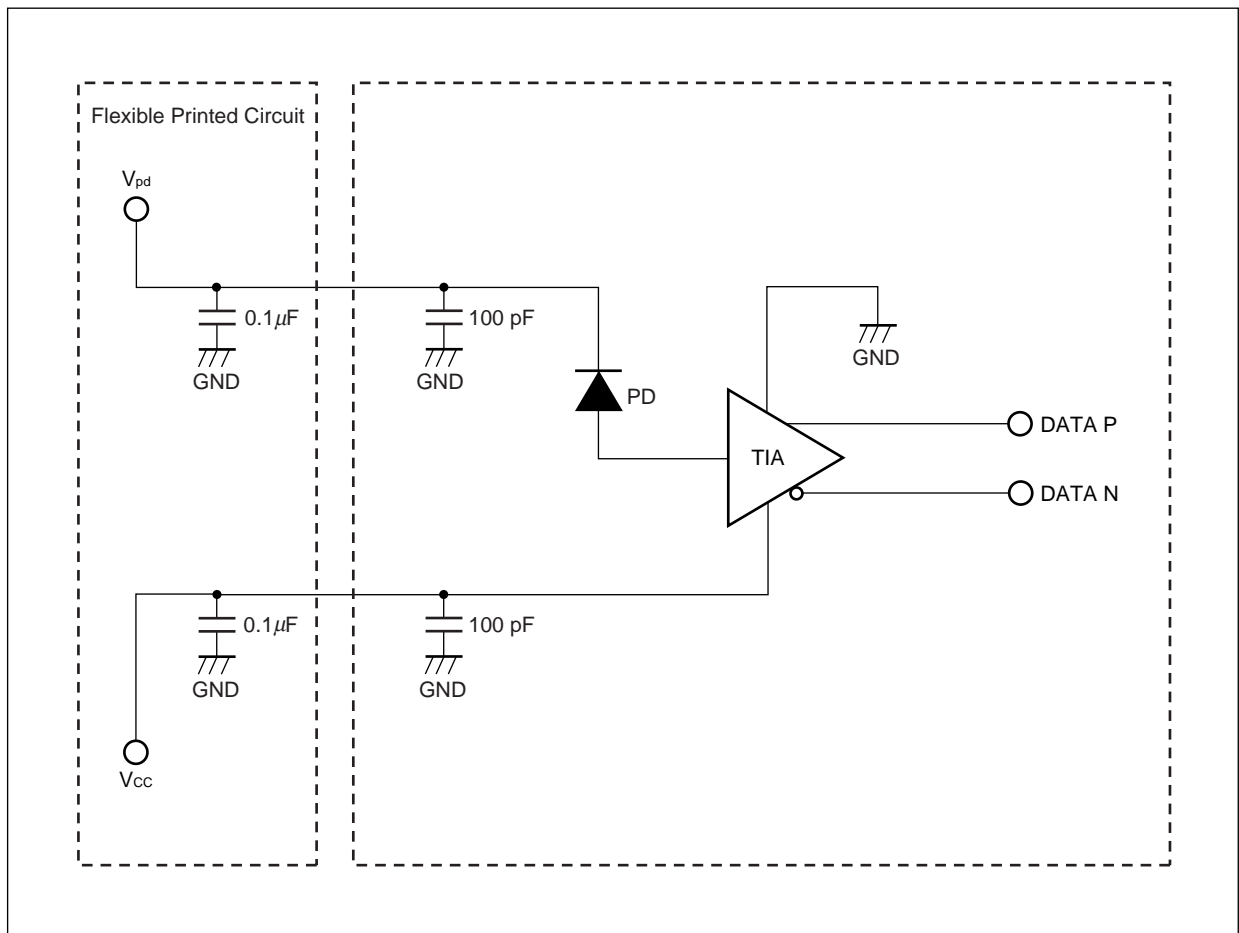 Flexible Printed Circuit
Vpd
0.1μF
100 pF
GND
GND
GND
PD
TIA
DATA P
DATA N
0.1μF
100 pF
GND
GND
VCC